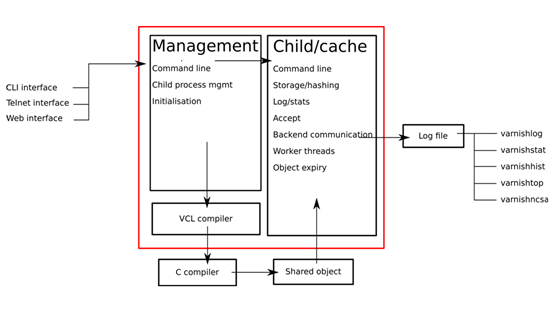 Management
Command line
Child process mgmt
Initialisation
Child/cache
Command line
Storage/hashing
Log/stats
Accept
Backend communication
Worker threads
Object expiry
CLI interface
Telnet interface
Web interface
Log file
varnishlog
varnishstat
varnishhist
varnishtop
varnishncsa
VCL compiler
C compiler
Shared object